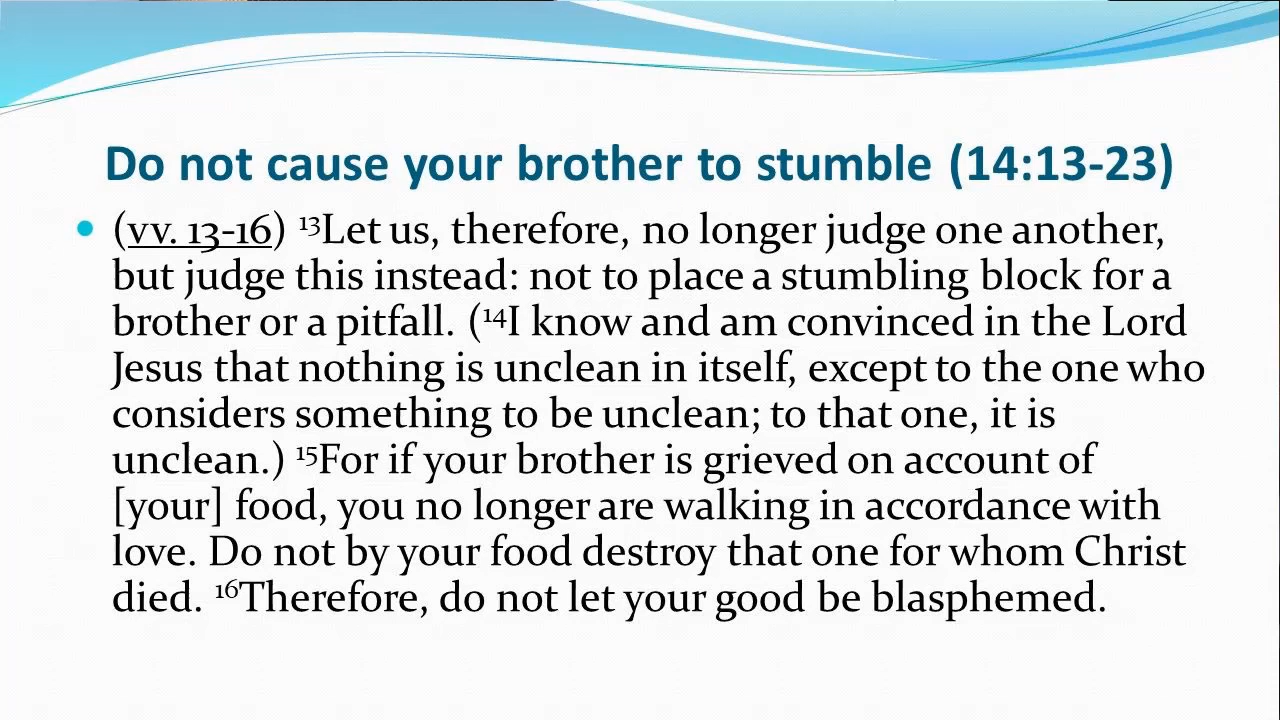 Do not cause your brother to stumble (14:13-23)
• (vv. 13-16) ¹³Let us, therefore, no longer judge one another,
but judge this instead: not to place a stumbling block for a
brother or a pitfall. (¹⁴I know and am convinced in the Lord
Jesus that nothing is unclean in itself, except to the one who
considers something to be unclean; to that one, it is
unclean.) ¹⁵For if your brother is grieved on account of
[your] food, you no longer are walking in accordance with
love. Do not by your food destroy that one for whom Christ
died. ¹⁶Therefore, do not let your good be blasphemed.